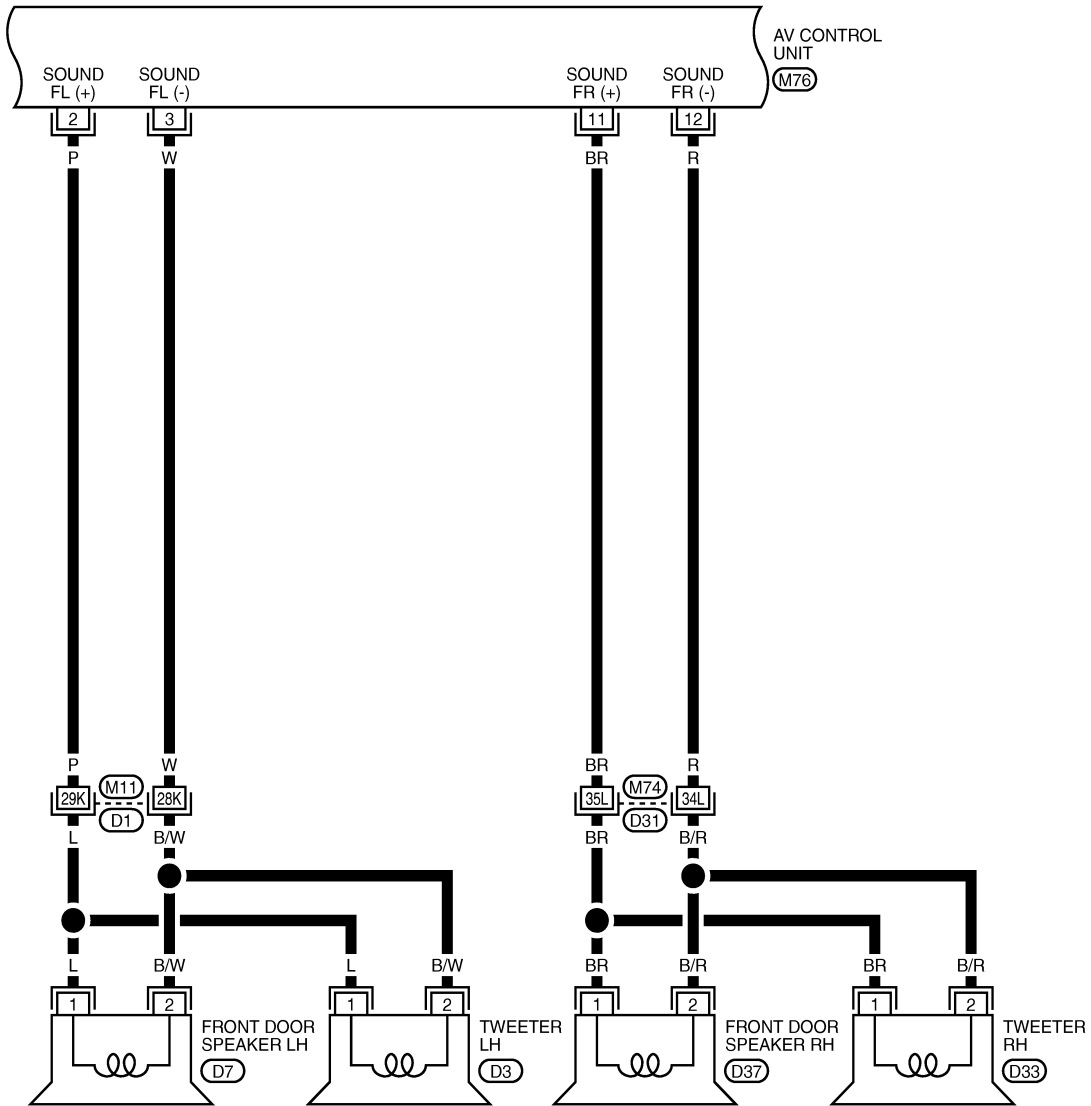 AV CONTROL
UNIT
M76
SOUND
FL (+)
SOUND
FL (-)
SOUND
FR (+)
SOUND
FR (-)
2
3
11
12
P
W
BR
R
P
W
BR
R
29K
M11
D1
28K
35L
M74
D31
34L
L
B/W
BR
B/R
L
B/W
L
B/W
BR
B/R
BR
B/R
1
2
1
2
1
2
1
2
FRONT DOOR
SPEAKER LH
D7
TWEETER
LH
D3
FRONT DOOR
SPEAKER RH
D37
TWEETER
RH
D33